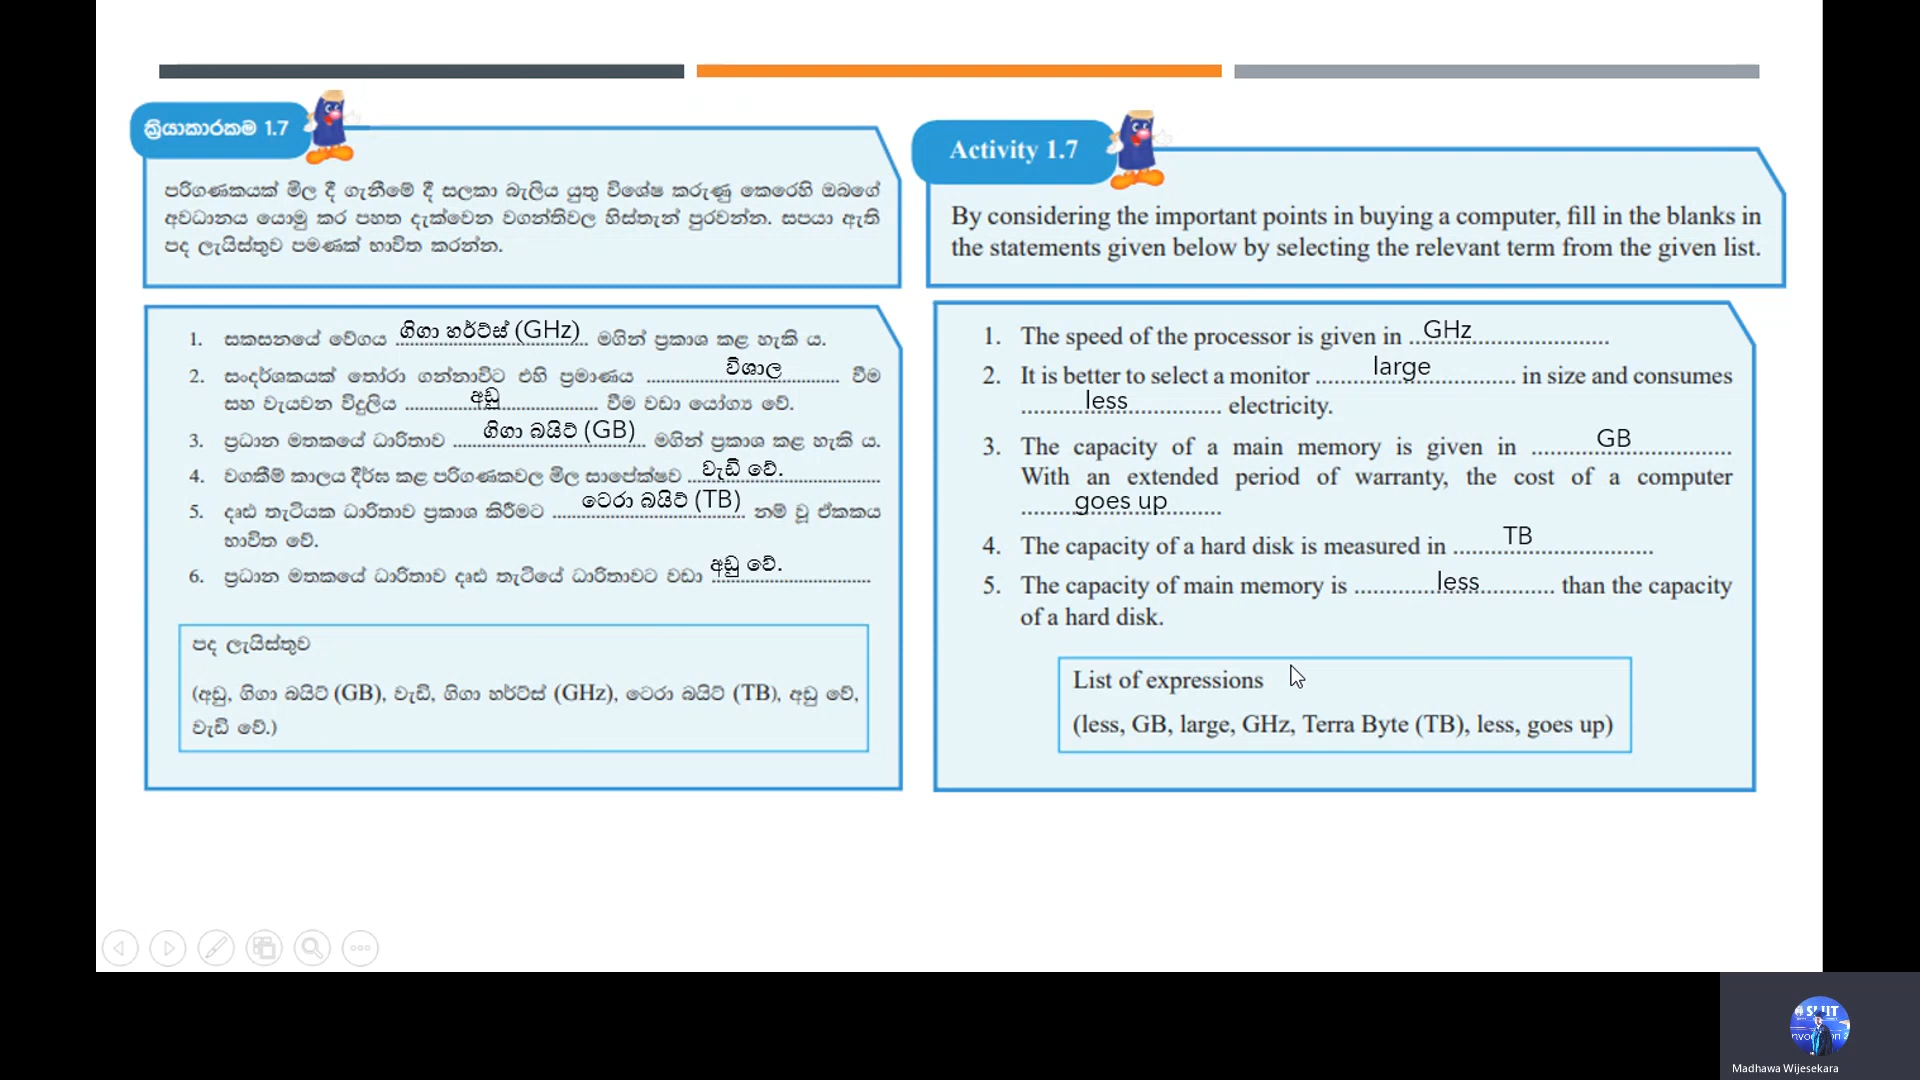 ක්‍රියාකාරකම 1.7
පරිගණකයක් මිල දී ගැනීමේ දී සලකා බැලිය යුතු විශේෂ කරුණු කෙරෙහි ඔබගේ
අවධානය යොමු කර පහත දැක්වෙන වගන්තිවල හිස්තැන් පුරවන්න. සපයා ඇති
පද ලැයිස්තුව පමණක් භාවිත කරන්න.
1. සකසනයේ වේගය ගිගා හර්ට්ස් (GHz) මගින් ප්‍රකාශ කළ හැකි ය.
2. සංදර්ශකයක් තෝරා ගන්නාවිට එහි ප්‍රමාණය විශාල වීම
සහ වැයවන විදුලිය අඩු වීම වඩා යෝග්‍ය වේ.
3. ප්‍රධාන මතකයේ ධාරිතාව ගිගා බයිට් (GB) මගින් ප්‍රකාශ කළ හැකි ය.
4. වගකීම් කාලය දීර්ඝ කළ පරිගණකවල මිල සාපේක්ෂව වැඩි වේ.
5. දෘඪ තැටියක ධාරිතාව ප්‍රකාශ කිරීමට ටෙරා බයිට් (TB) නම් වූ ඒකකය
භාවිත වේ.
6. ප්‍රධාන මතකයේ ධාරිතාව දෘඪ තැටියේ ධාරිතාවට වඩා අඩු වේ.
පද ලැයිස්තුව
(අඩු, ගිගා බයිට් (GB), වැඩි, ගිගා හර්ට්ස් (GHz), ටෙරා බයිට් (TB), අඩු වේ,
වැඩි වේ.)
Activity 1.7
By considering the important points in buying a computer, fill in the blanks in
the statements given below by selecting the relevant term from the given list.
1. The speed of the processor is given in GHz
2. It is better to select a monitor large in size and consumes
less electricity.
3. The capacity of a main memory is given in GB
With an extended period of warranty, the cost of a computer
goes up
4. The capacity of a hard disk is measured in TB
5. The capacity of main memory is less than the capacity
of a hard disk.
List of expressions
(less, GB, large, GHz, Terra Byte (TB), less, goes up)
Madhawa Wijesekara